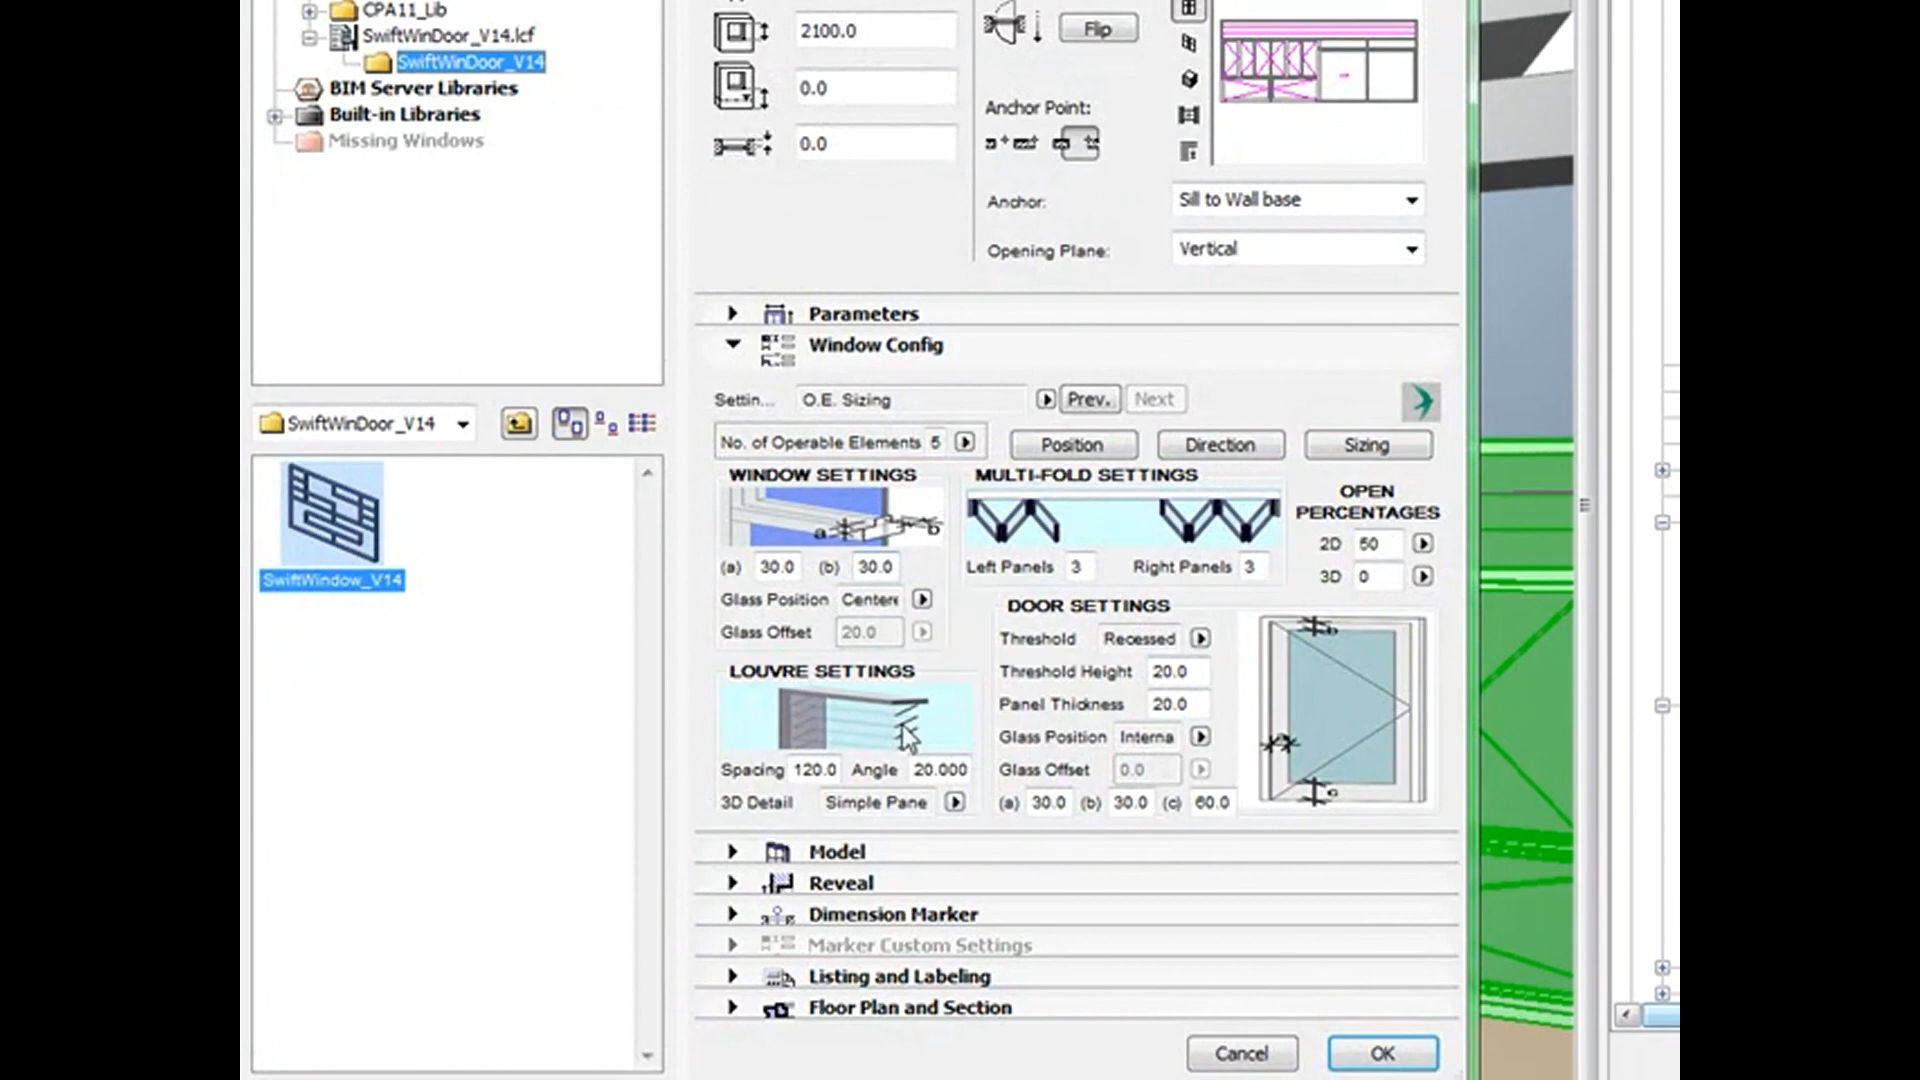 CPA11_Lib
SwiftWinDoor_V14.lcf
SwiftWinDoor_V14
BIM Server Libraries
Built-in Libraries
Missing Windows
2100.0
Flip
0.0
Anchor Point:
0.0
Anchor:
Sill to Wall base
Opening Plane:
Vertical
Parameters
Window Config
Settin...
O.E. Sizing
Prev.
Next
SwiftWinDoor_V14
No. of Operable Elements 5
Position
Direction
Sizing
WINDOW SETTINGS
MULTI-FOLD SETTINGS
OPEN
PERCENTAGES
a
b
2D 50
(a) 30.0 (b) 30.0
Left Panels 3
Right Panels 3
3D 0
SwiftWindow_V14
Glass Position Centere
DOOR SETTINGS
Glass Offset 20.0
Threshold Recessed
b
LOUVRE SETTINGS
Threshold Height 20.0
Panel Thickness 20.0
Glass Position Interna
Spacing 120.0 Angle 20.000
Glass Offset 0.0
c
3D Detail Simple Pane
(a) 30.0 (b) 30.0 (c) 60.0
Model
Reveal
Dimension Marker
Marker Custom Settings
Listing and Labeling
Floor Plan and Section
Cancel
OK